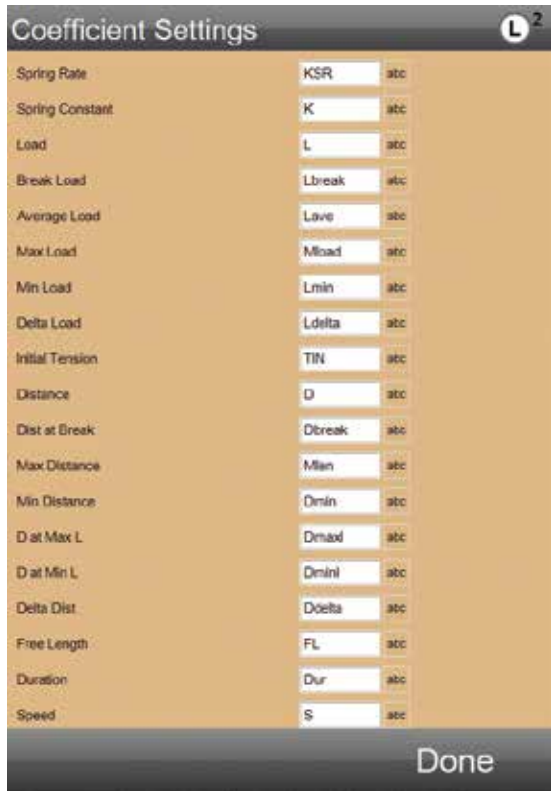 Coefficient Settings L2
Spring Rate KSR abc
Spring Constant K abc
Load L abc
Break Load Lbreak abc
Average Load Lave abc
Max Load Mload abc
Min Load Lmin abc
Delta Load Ldelta abc
Initial Tension TIN abc
Distance D abc
Dist at Break Dbreak abc
Max Distance Mlen abc
Min Distance Dmin abc
D at Max L Dmaxl abc
D at Min L Dminl abc
Delta Dist Ddelta abc
Free Length FL abc
Duration Dur abc
Speed S abc
Done